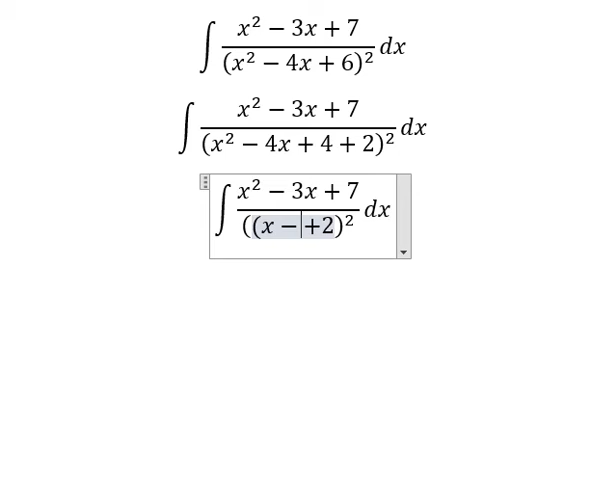 ∫ (x² − 3x + 7)/(x² − 4x + 6)² dx
∫ (x² − 3x + 7)/(x² − 4x + 4 + 2)² dx
∫ (x² − 3x + 7)/((x − +2)² dx